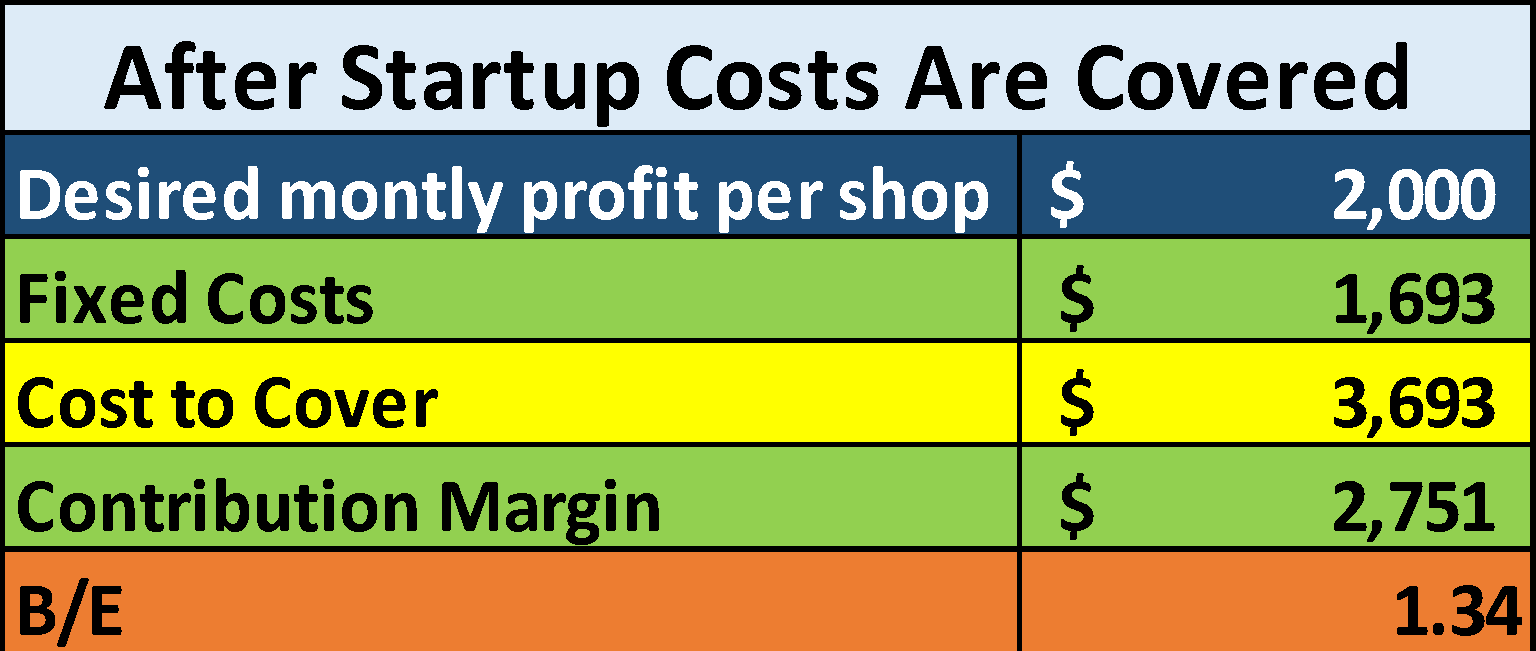 After Startup Costs Are Covered
Desired montly profit per shop $ 2,000
Fixed Costs $ 1,693
Cost to Cover $ 3,693
Contribution Margin $ 2,751
B/E 1.34